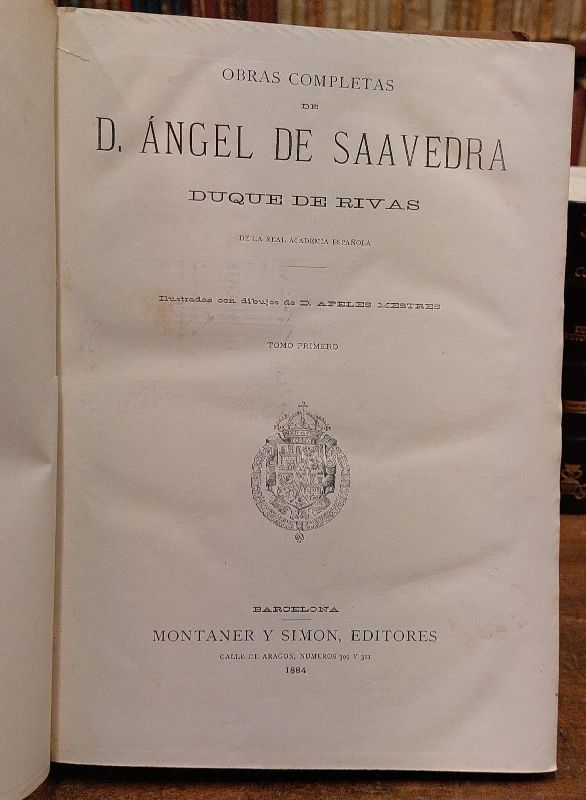 OBRAS COMPLETAS
DE
D. ÁNGEL DE SAAVEDRA
DUQUE DE RIVAS
DE LA REAL ACADEMIA ESPAÑOLA
Ilustradas con dibujos de D. APELES MESTRES
TOMO PRIMERO
BARCELONA
MONTANER Y SIMON, EDITORES
CALLE DE ARAGON, NÚMEROS 309 Y 311
1884